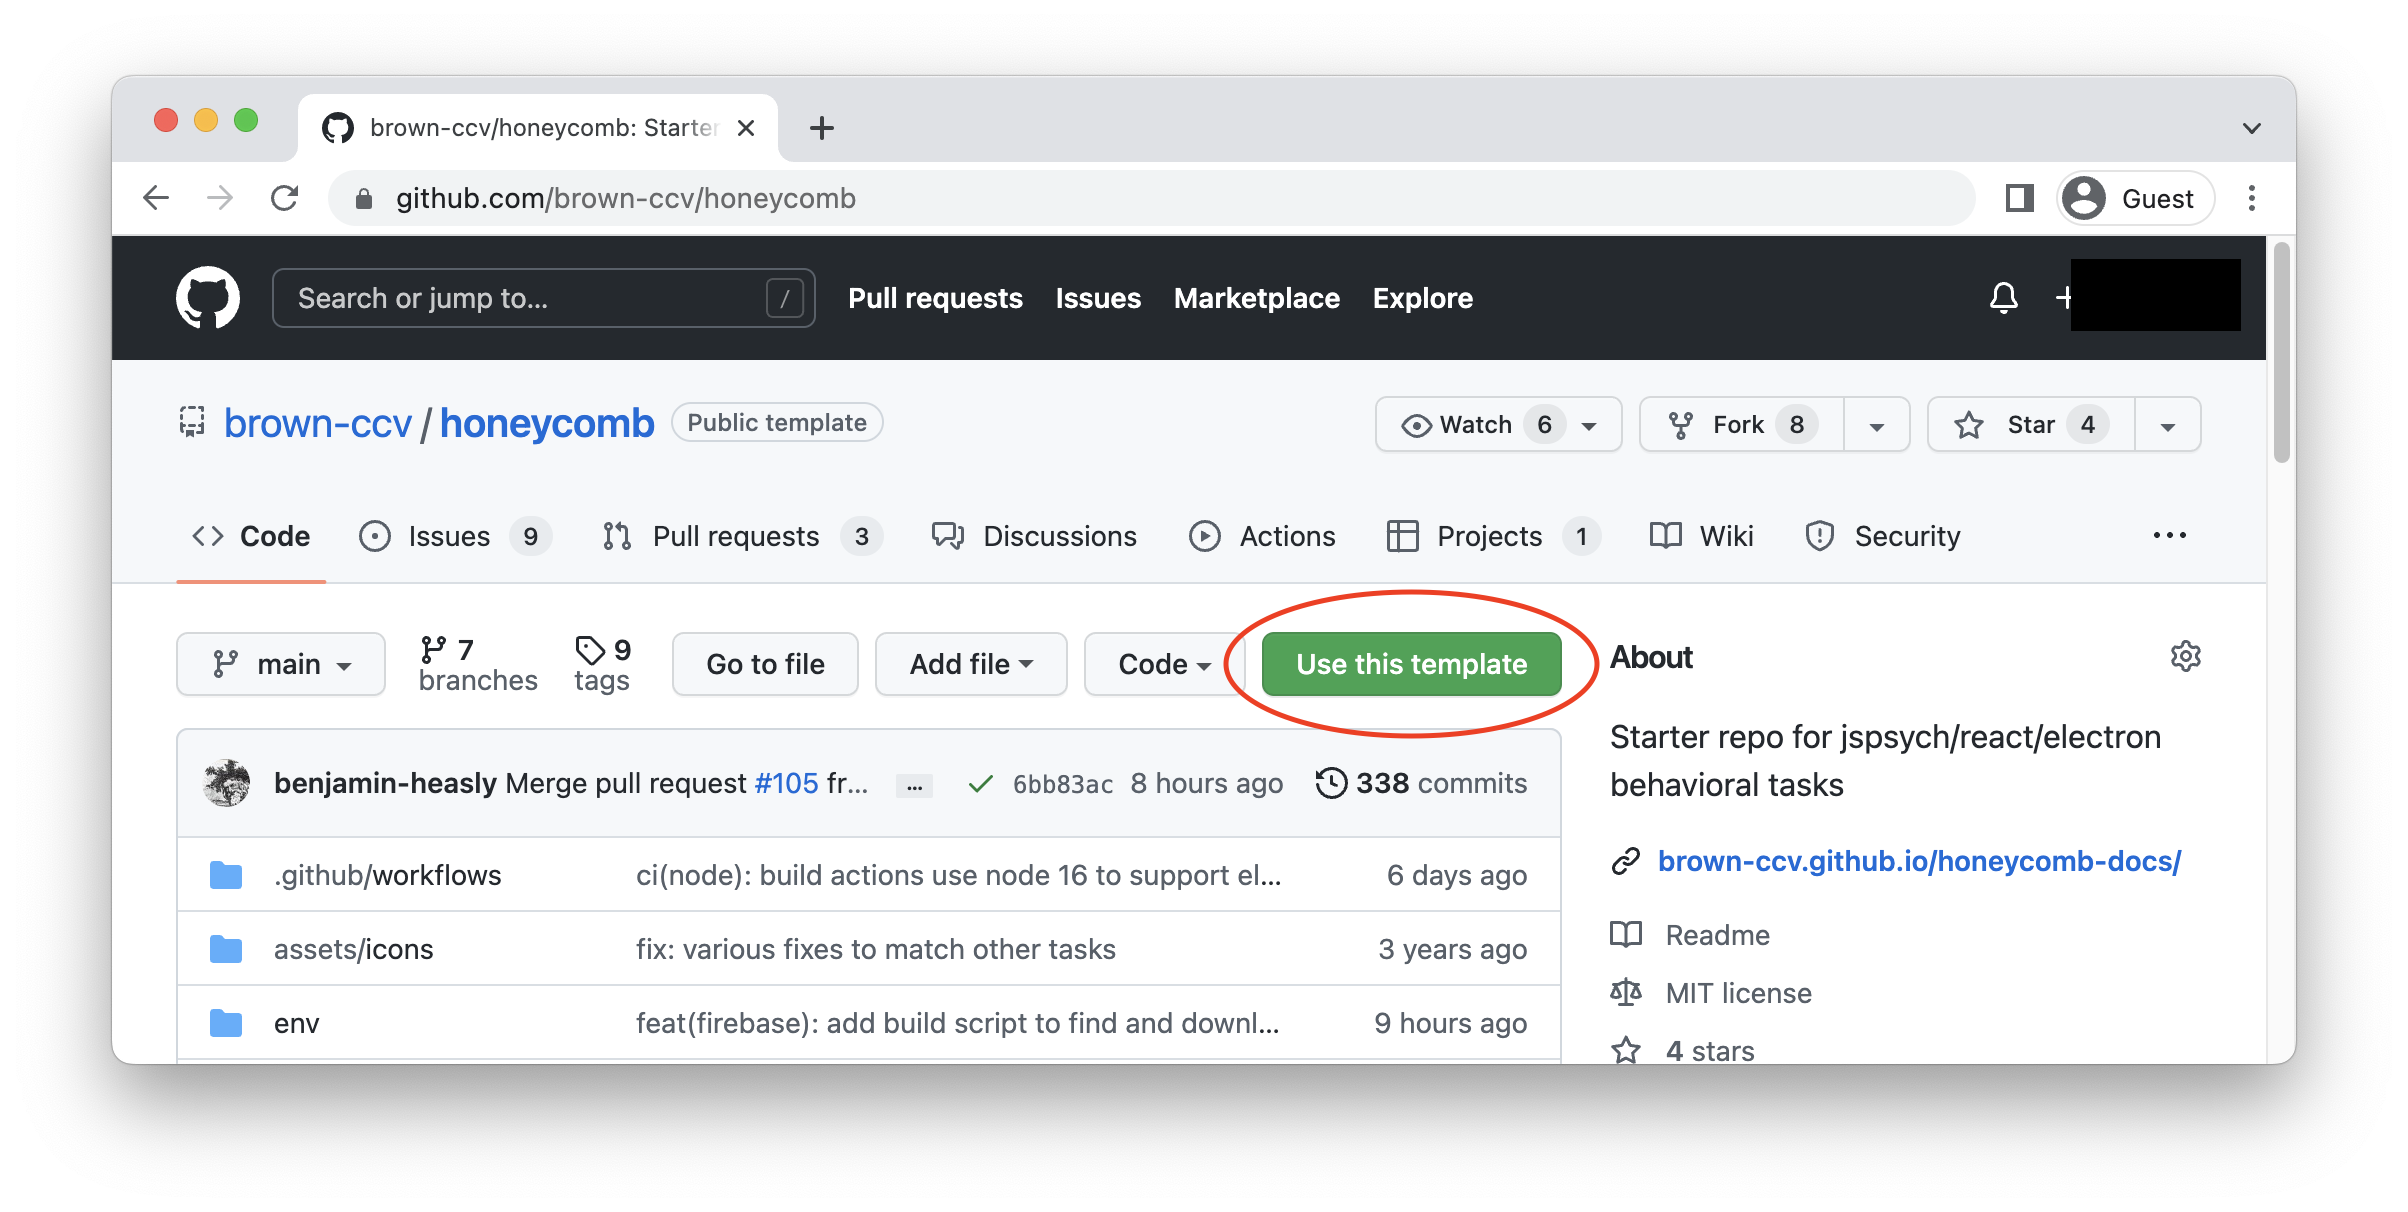 brown-ccv/honeycomb: Starter
github.com/brown-ccv/honeycomb
Guest
Search or jump to...
/
Pull requests
Issues
Marketplace
Explore
brown-ccv / honeycomb
Public template
Watch 6
Fork 8
Star 4
Code
Issues 9
Pull requests 3
Discussions
Actions
Projects 1
Wiki
Security
main
7 branches
9 tags
Go to file
Add file
Code
Use this template
About
Starter repo for jspsych/react/electron
behavioral tasks
brown-ccv.github.io/honeycomb-docs/
Readme
MIT license
4 stars
benjamin-heasly Merge pull request #105 fr...
...
6bb83ac 8 hours ago
338 commits
.github/workflows
ci(node): build actions use node 16 to support el...
6 days ago
assets/icons
fix: various fixes to match other tasks
3 years ago
env
feat(firebase): add build script to find and downl...
9 hours ago